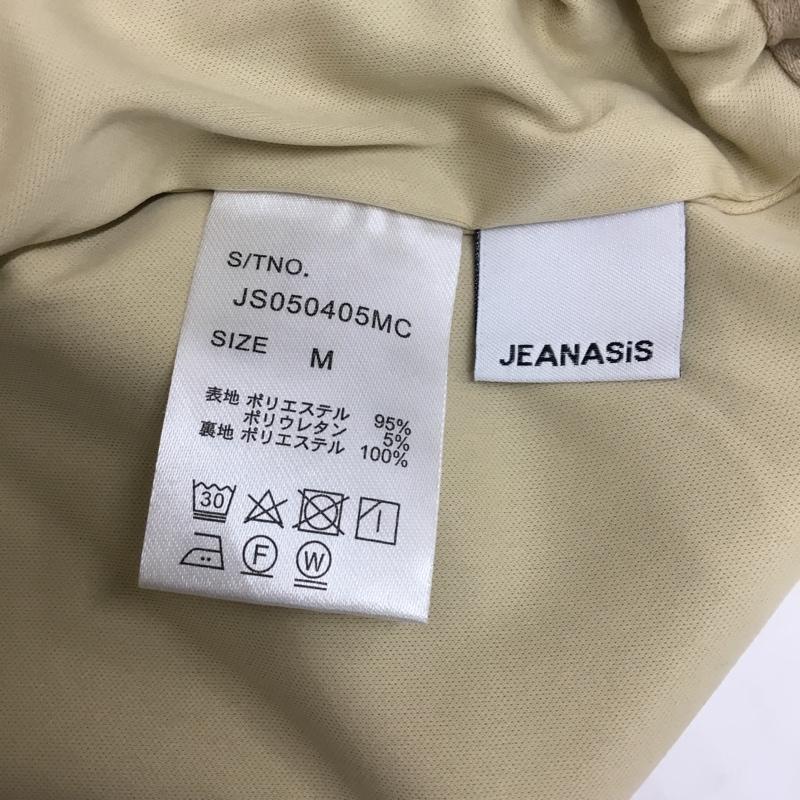 S/TNO.
JS050405MC
SIZE M
表地 ポリエステル 95%
ポリウレタン 5%
裏地 ポリエステル 100%
30
F
W
JEANASiS